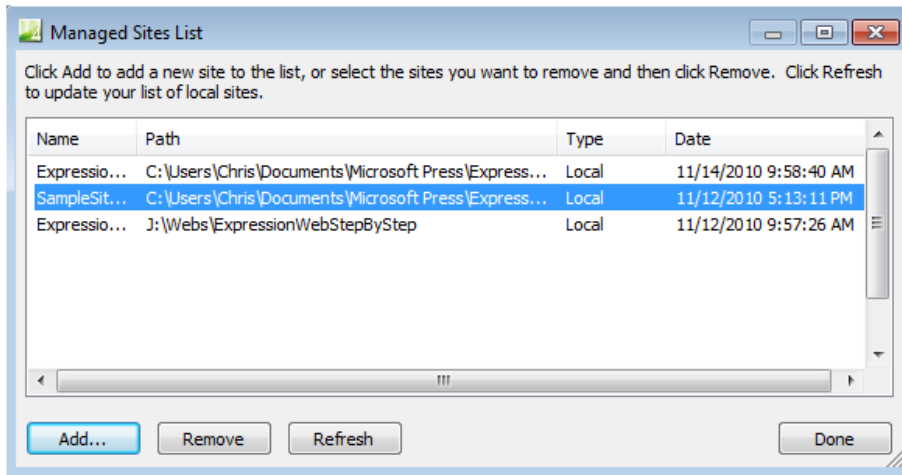 Managed Sites List
Click Add to add a new site to the list, or select the sites you want to remove and then click Remove. Click Refresh
to update your list of local sites.
Name Path Type Date
Expressio... C:\Users\Chris\Documents\Microsoft Press\Express... Local 11/14/2010 9:58:40 AM
SampleSit... C:\Users\Chris\Documents\Microsoft Press\Express... Local 11/12/2010 5:13:11 PM
Expressio... J:\Webs\ExpressionWebStepByStep Local 11/12/2010 9:57:26 AM
Add... Remove Refresh Done